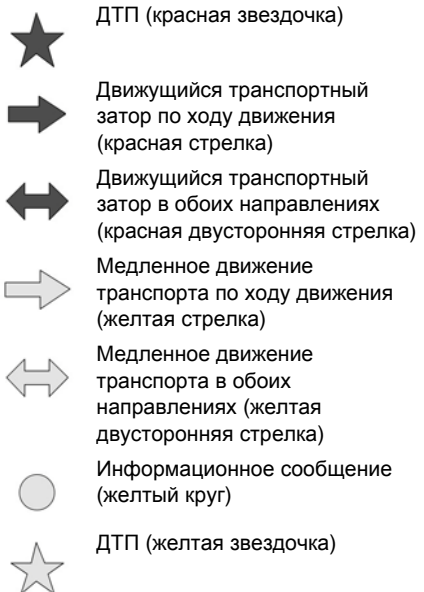 ДТП (красная звездочка)
Движущийся транспортный
затор по ходу движения
(красная стрелка)
Движущийся транспортный
затор в обоих направлениях
(красная двусторонняя стрелка)
Медленное движение
транспорта по ходу движения
(желтая стрелка)
Медленное движение
транспорта в обоих
направлениях (желтая
двусторонняя стрелка)
Информационное сообщение
(желтый круг)
ДТП (желтая звездочка)